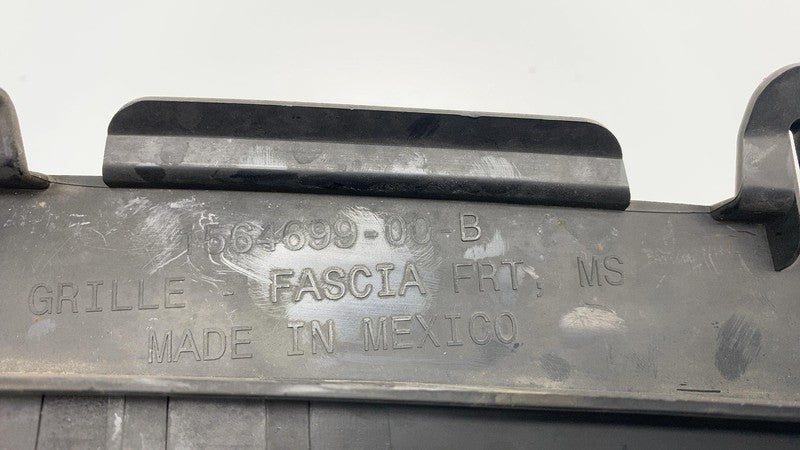 1564699-00-B
GRILLE - FASCIA FRT, MS
MADE IN MEXICO